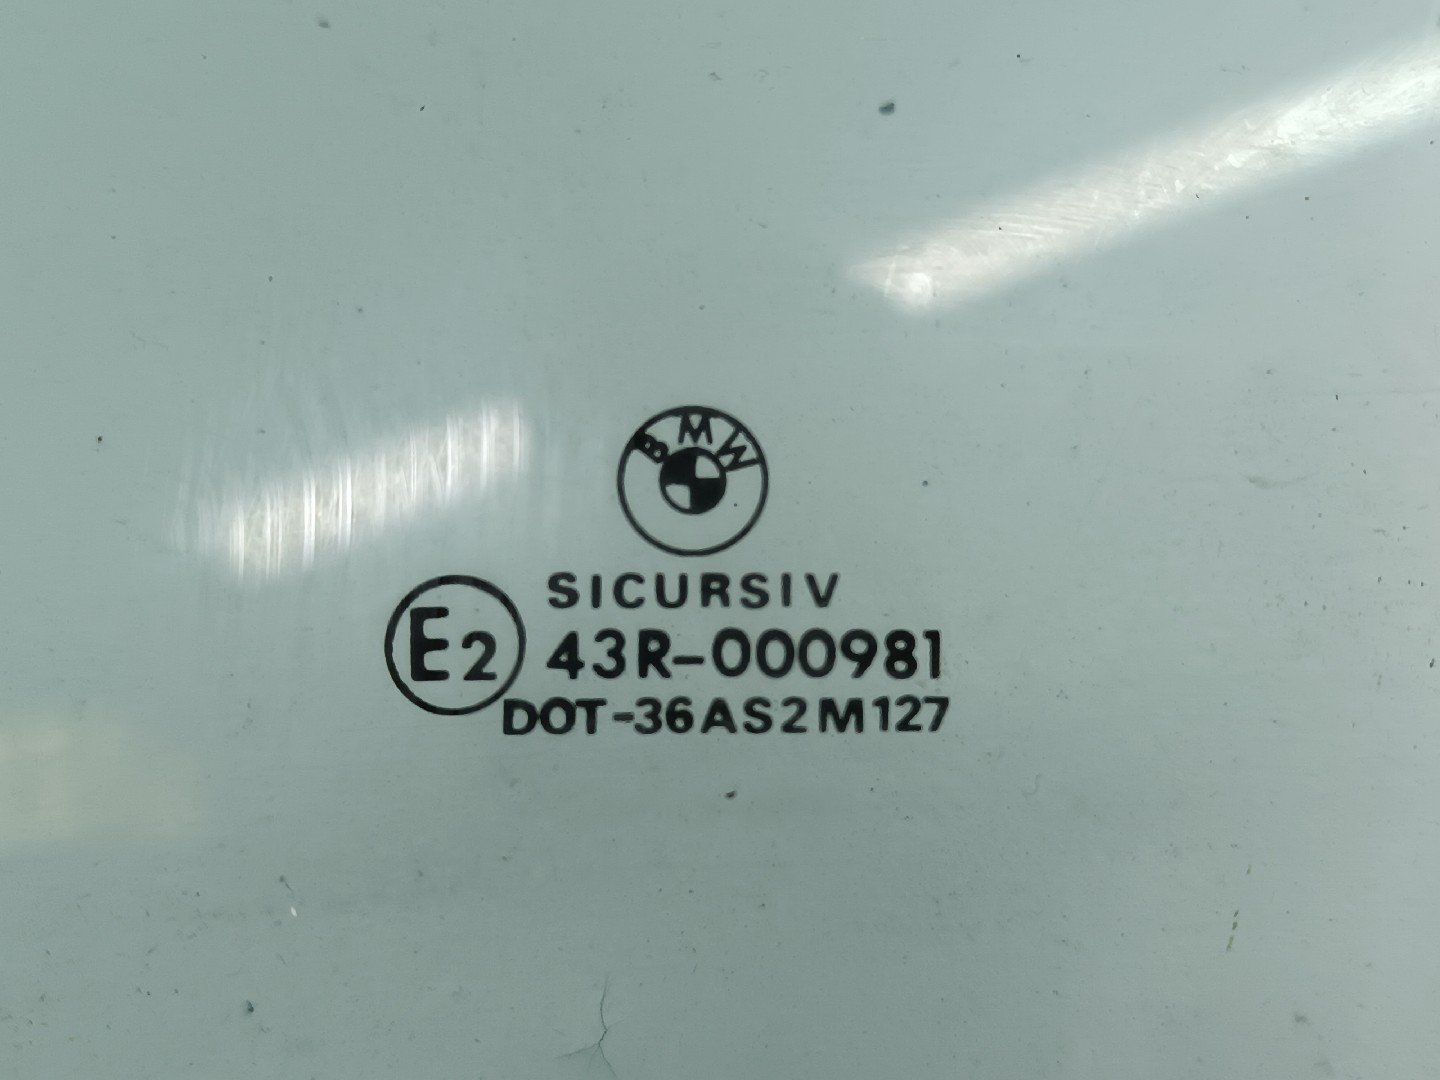 BMW
SICURSIV
E2
43R-000981
DOT-36AS2M127